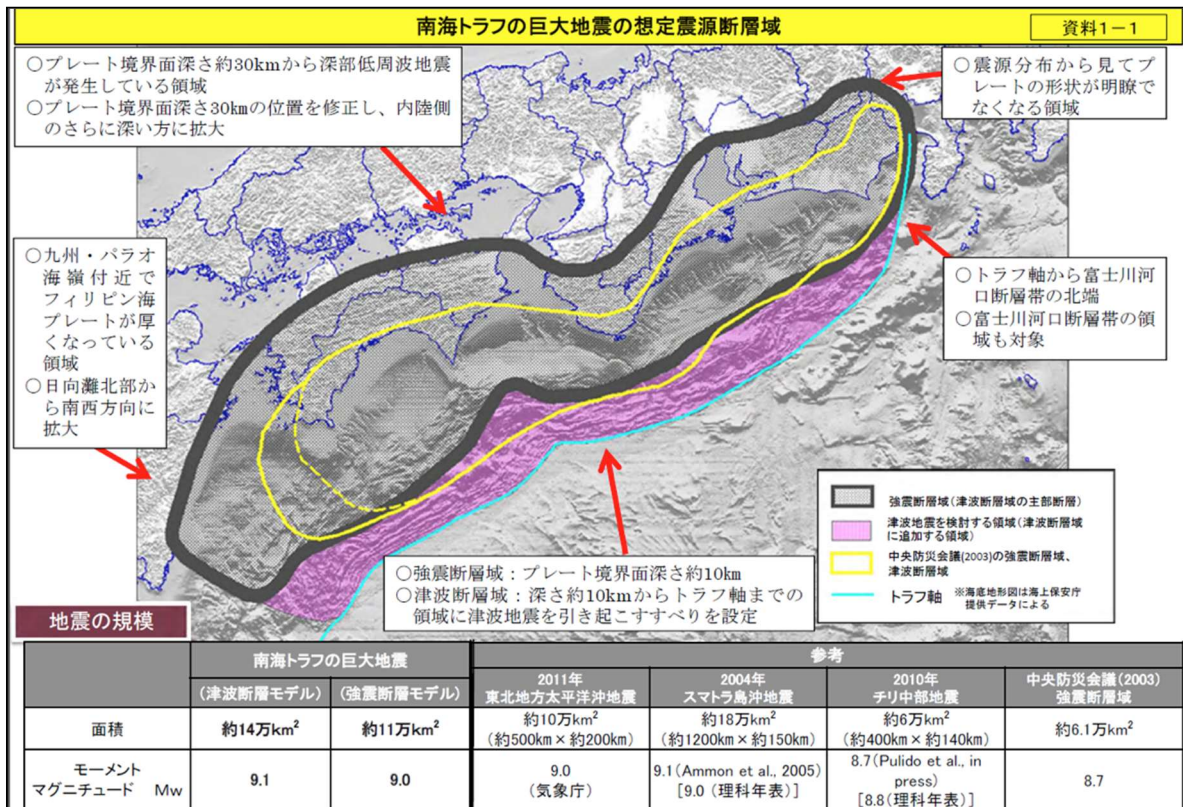 南海トラフの巨大地震の想定震源断層域
資料1-1
○プレート境界面深さ約30kmから深部低周波地震
が発生している領域
○プレート境界面深さ30kmの位置を修正し、内陸側
のさらに深い方に拡大
○震源分布から見てプ
レートの形状が明瞭で
なくなる領域
○九州・パラオ
海嶺付近で
フィリピン海
プレートが厚
くなっている
領域
○日向灘北部か
ら南西方向に
拡大
○トラフ軸から富士川河
口断層帯の北端
○富士川河口断層帯の領
域も対象
○強震断層域:プレート境界面深さ約10km
○津波断層域:深さ約10kmからトラフ軸までの
領域に津波地震を引き起こすすべりを設定
強震断層域(津波断層域の主部断層)
津波地震を検討する領域(津波断層域
に追加する領域)
中央防災会議(2003)の強震断層域、
津波断層域
トラフ軸 ※海底地形図は海上保安庁
提供データによる
地震の規模
南海トラフの巨大地震
参考
(津波断層モデル)
(強震断層モデル)
2011年
東北地方太平洋沖地震
2004年
スマトラ島沖地震
2010年
チリ中部地震
中央防災会議(2003)
強震断層域
面積
約14万km²
約11万km²
約10万km²
(約500km×約200km)
約18万km²
(約1200km×約150km)
約6万km²
(約400km×約140km)
約6.1万km²
モーメント
マグニチュード Mw
9.1
9.0
9.0
(気象庁)
9.1(Ammon et al., 2005)
[9.0 (理科年表)]
8.7(Pulido et al., in
press)
[8.8(理科年表)]
8.7